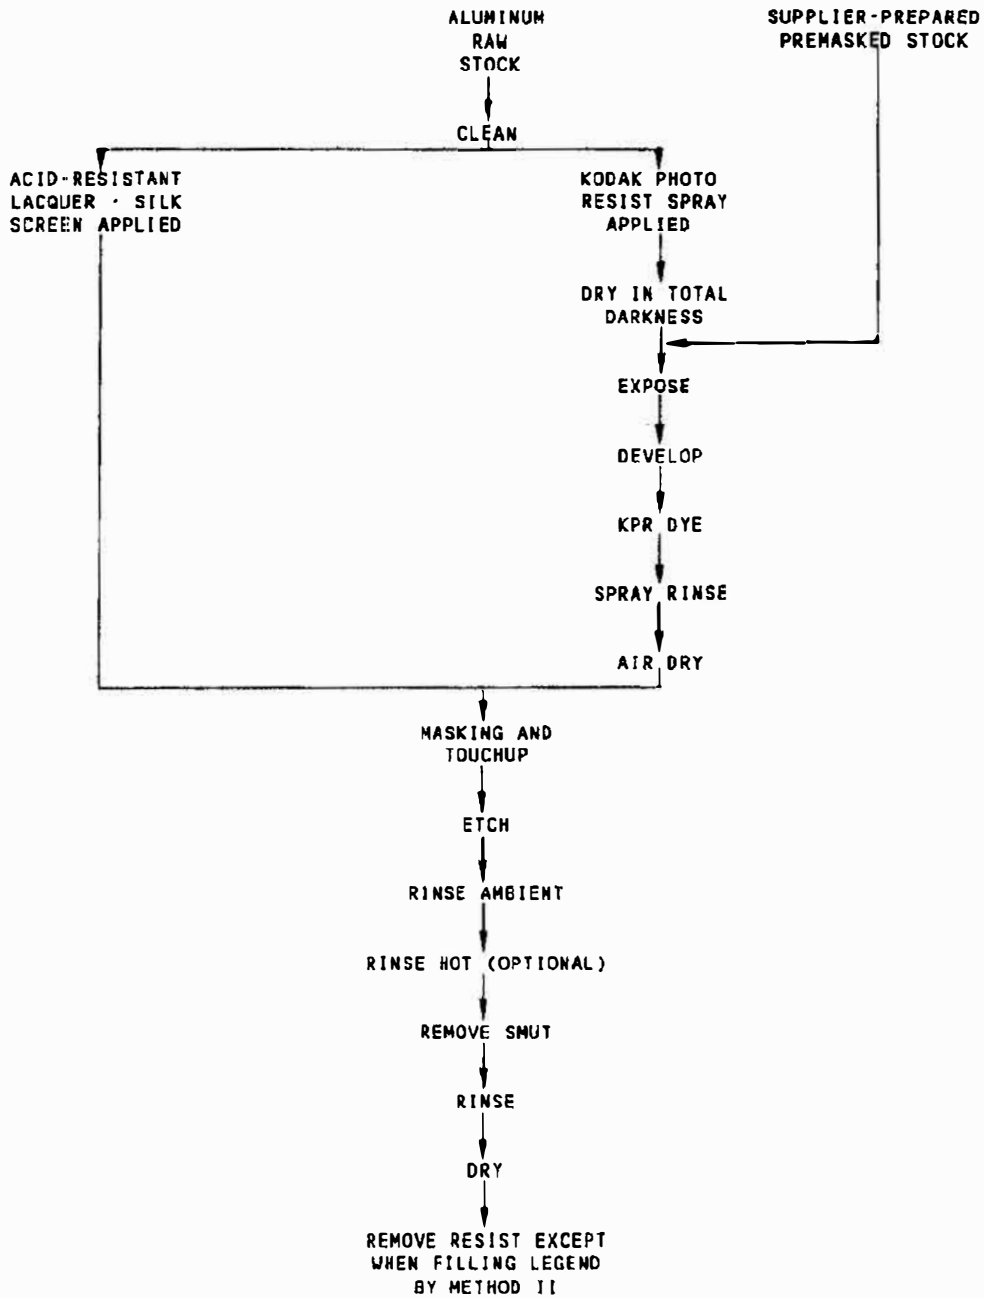 ALUMINUM
RAW
STOCK
SUPPLIER-PREPARED
PREMASKED STOCK
CLEAN
ACID-RESISTANT
LACQUER · SILK
SCREEN APPLIED
KODAK PHOTO
RESIST SPRAY
APPLIED
DRY IN TOTAL
DARKNESS
EXPOSE
DEVELOP
KPR DYE
SPRAY RINSE
AIR DRY
MASKING AND
TOUCHUP
ETCH
RINSE AMBIENT
RINSE HOT (OPTIONAL)
REMOVE SMUT
RINSE
DRY
REMOVE RESIST EXCEPT
WHEN FILLING LEGEND
BY METHOD II